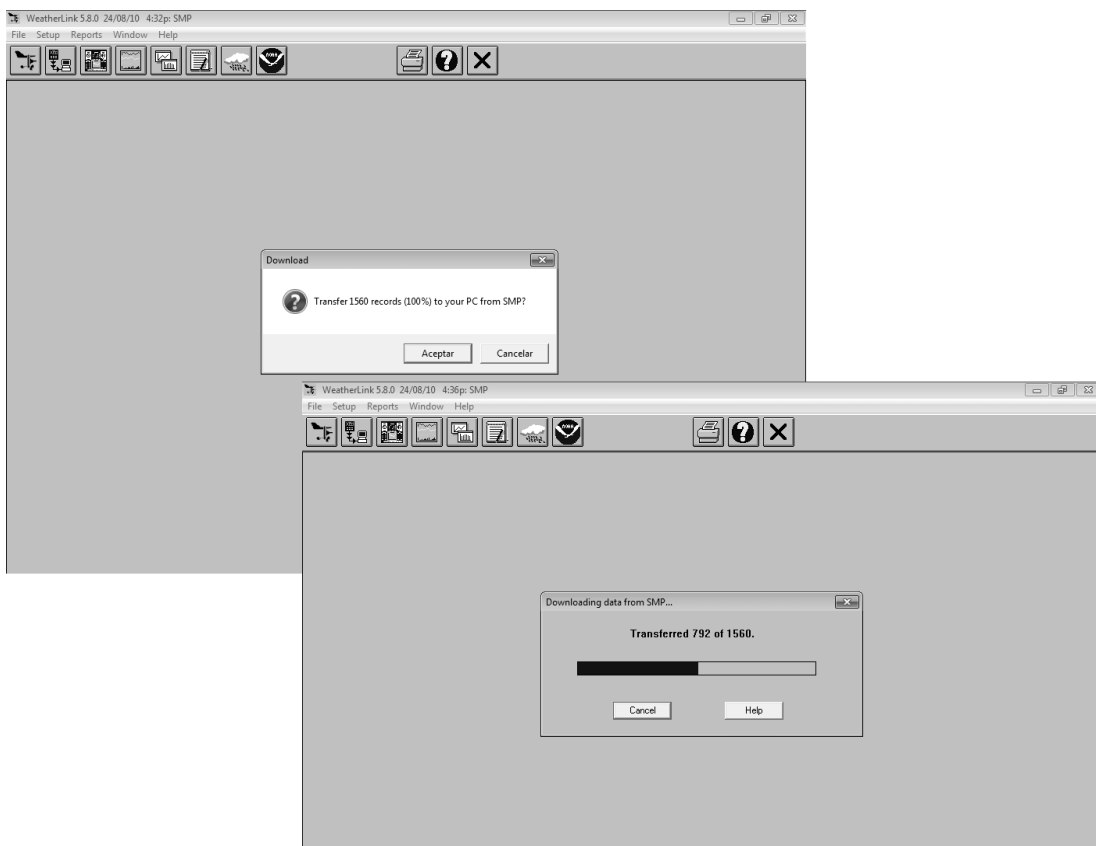 WeatherLink 5.8.0 24/08/10 4:32p: SMP
File Setup Reports Window Help
Download
Transfer 1560 records (100%) to your PC from SMP?
Aceptar Cancelar
WeatherLink 5.8.0 24/08/10 4:36p: SMP
File Setup Reports Window Help
Downloading data from SMP...
Transferred 792 of 1560.
Cancel Help